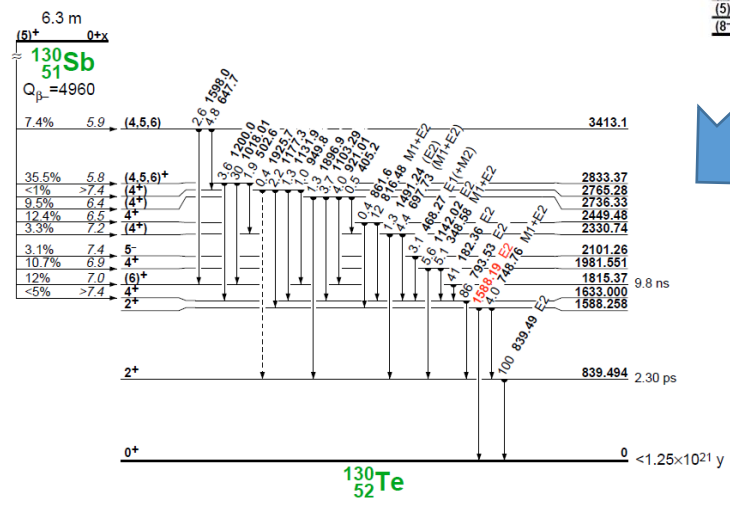 6.3 m
(5)+ 0+x
130 51 Sb
Qβ−=4960
(5)
(8−
2.6 1598.0
4.8 647.7
3.6 1200.0
30 1018.01
1.9 502.6
0.4 1925.7
2.2 1177.3
1.3 1131.9
1.0 949.8
1.3 1896.9
3.7 1103.29
4.0 921.01
0.5 405.2
0.4 861.6
12 816.48 M1+E2
1.3 1491.24 (E2)
4.4 697.73 (M1+E2)
3.1 468.27 E1(+M2)
5.6 1142.02 E2
5.1 348.58 M1+E2
41 182.36 E2
86 793.53 E2
1588.19 E2
4.0 748.76 M1+E2
100 839.49 E2
7.4% 5.9 (4,5,6) 3413.1
35.5% 5.8 (4,5,6)+ 2833.37
<1% >7.4 (4+) 2765.28
9.5% 6.4 (4+) 2736.33
12.4% 6.5 4+ 2449.48
3.3% 7.2 (4+) 2330.74
3.1% 7.4 5− 2101.26
10.7% 6.9 4+ 1981.551
12% 7.0 (6)+ 1815.37 9.8 ns
<5% >7.4 4+ 1633.000
2+ 1588.258
2+ 839.494 2.30 ps
0+ 0 <1.25×10²¹ y
130 52 Te